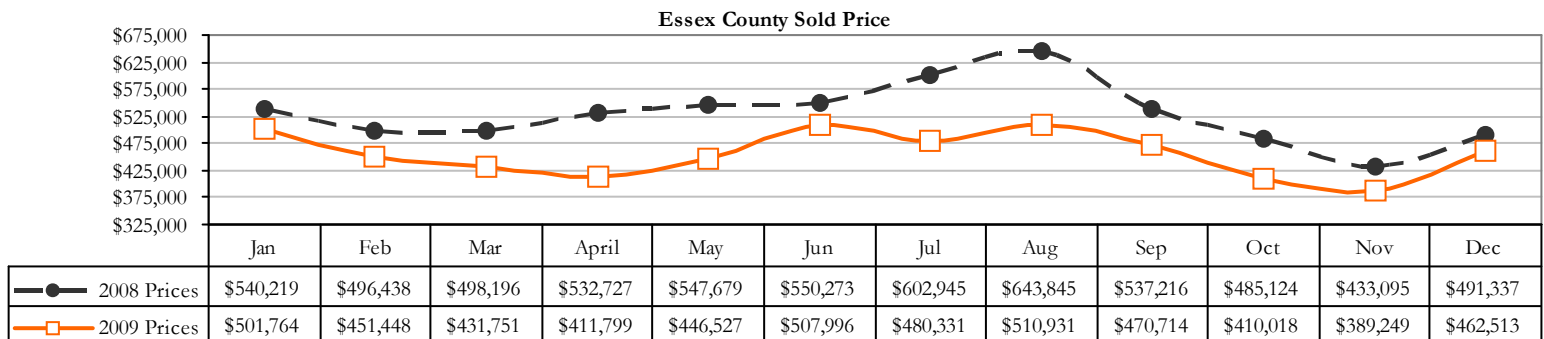 Essex County Sold Price
$675,000
$625,000
$575,000
$525,000
$475,000
$425,000
$375,000
$325,000
Jan Feb Mar April May Jun Jul Aug Sep Oct Nov Dec
2008 Prices $540,219 $496,438 $498,196 $532,727 $547,679 $550,273 $602,945 $643,845 $537,216 $485,124 $433,095 $491,337
2009 Prices $501,764 $451,448 $431,751 $411,799 $446,527 $507,996 $480,331 $510,931 $470,714 $410,018 $389,249 $462,513